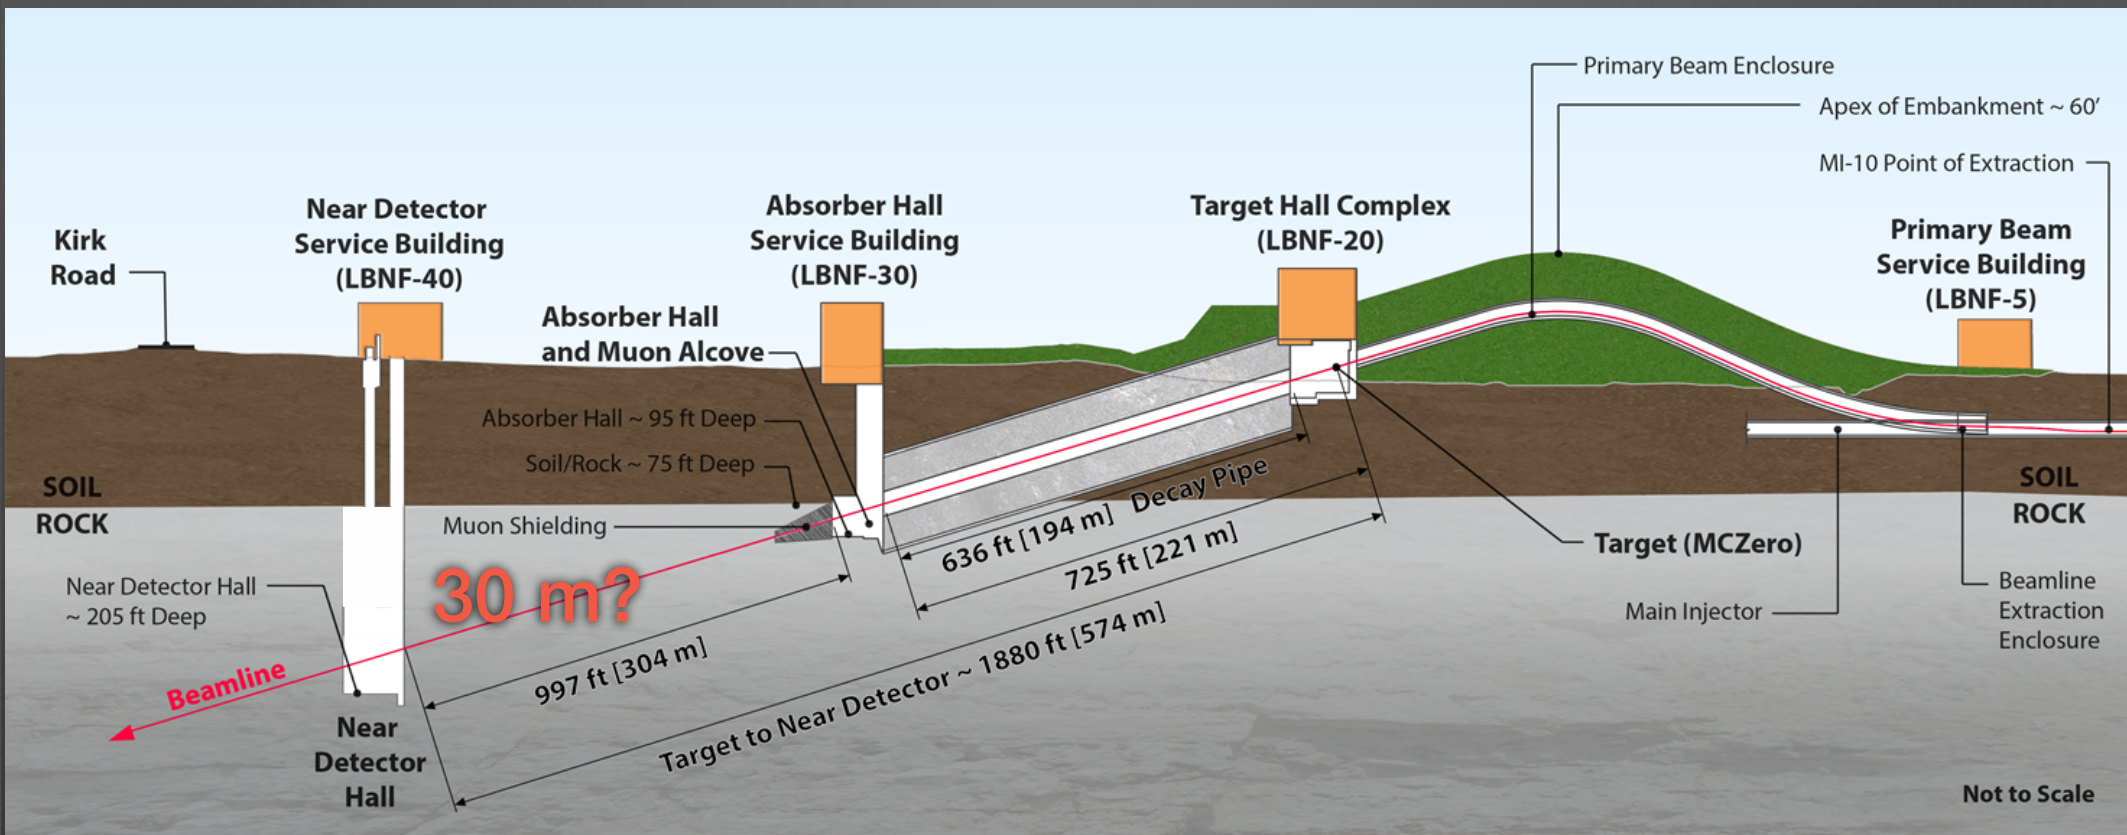 Primary Beam Enclosure
Apex of Embankment ~ 60’
MI-10 Point of Extraction
Kirk
Road
Near Detector
Service Building
(LBNF-40)
Absorber Hall
Service Building
(LBNF-30)
Target Hall Complex
(LBNF-20)
Primary Beam
Service Building
(LBNF-5)
Absorber Hall
and Muon Alcove
Absorber Hall ~ 95 ft Deep
Soil/Rock ~ 75 ft Deep
SOIL
ROCK
Muon Shielding
SOIL
ROCK
636 ft [194 m] Decay Pipe
725 ft [221 m]
Target (MCZero)
30 m?
Near Detector Hall
~ 205 ft Deep
Main Injector
Beamline
Extraction
Enclosure
997 ft [304 m]
Target to Near Detector ~ 1880 ft [574 m]
Beamline
Near
Detector
Hall
Not to Scale